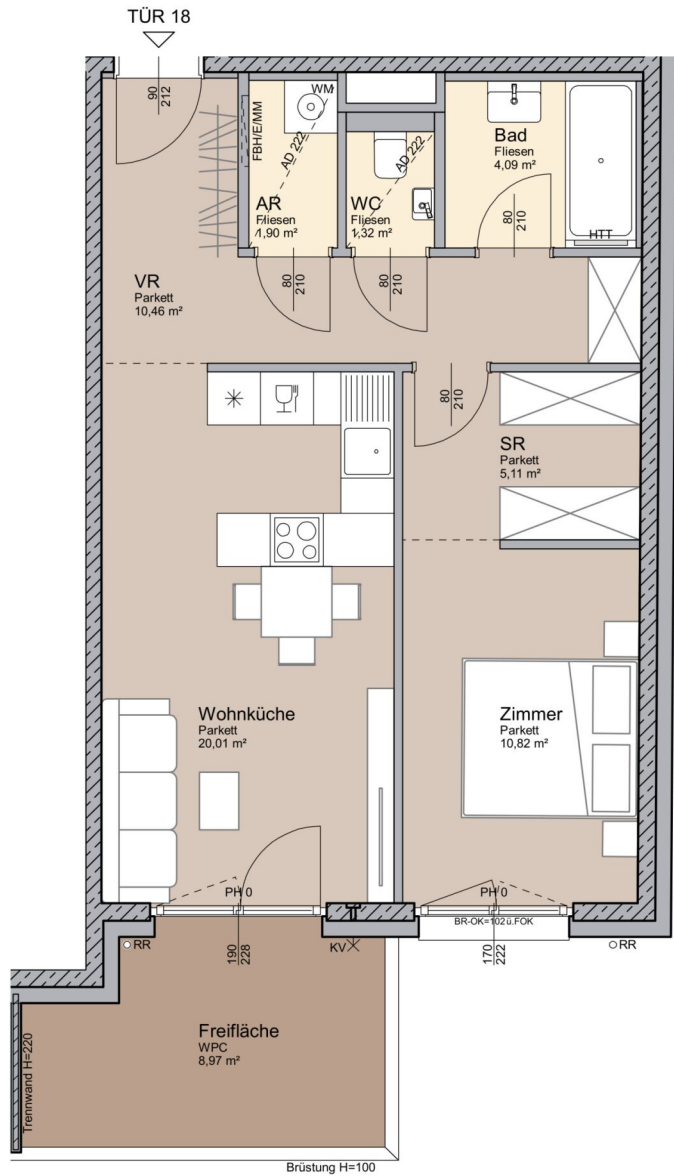 TÜR 18
90
212
FBH/E/MM
WM
AD 222
AR
Fliesen
1,90 m²
AD 222
WC
Fliesen
1,32 m²
Bad
Fliesen
4,09 m²
80
210
HTT
80
210
80
210
VR
Parkett
10,46 m²
80
210
SR
Parkett
5,11 m²
Wohnküche
Parkett
20,01 m²
Zimmer
Parkett
10,82 m²
PH 0
PH 0
BR-OK=102ü.FOK
RR
190
228
KV
170
222
RR
Freifläche
WPC
8,97 m²
Trennwand H=220
Brüstung H=100